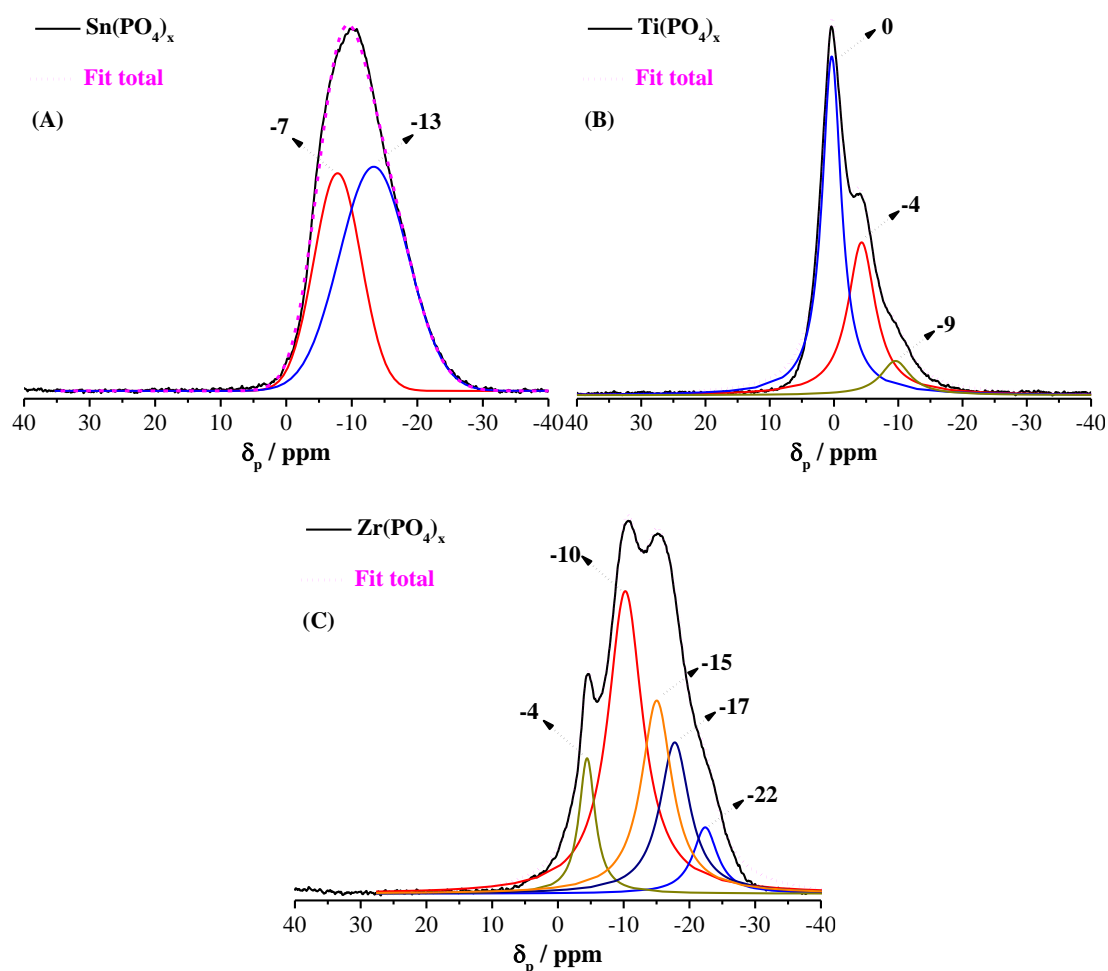 Sn(PO4)x
Fit total
(A)
-7
-13
40 30 20 10 0 -10 -20 -30 -40
δp / ppm
Ti(PO4)x
Fit total
(B)
0
-4
-9
40 30 20 10 0 -10 -20 -30 -40
δp / ppm
Zr(PO4)x
Fit total
(C)
-10
-15
-4
-17
-22
40 30 20 10 0 -10 -20 -30 -40
δp / ppm